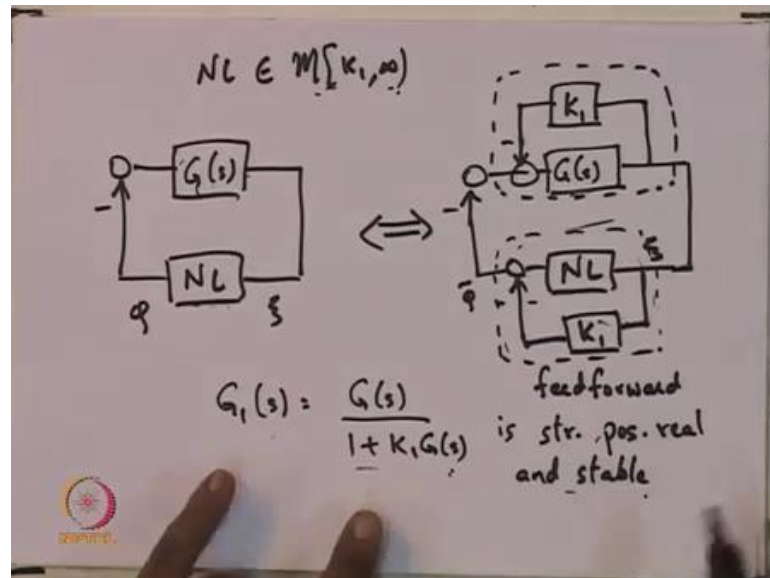 NL ∈ M[K₁,∞)
K₁
G(s)
-
-
G(s)
⇔
NL
NL
ξ
φ
ξ
φ̄
-
K₁
feedforward
G₁(s) = G(s) / 1 + K₁G(s)
is str. pos. real
and stable